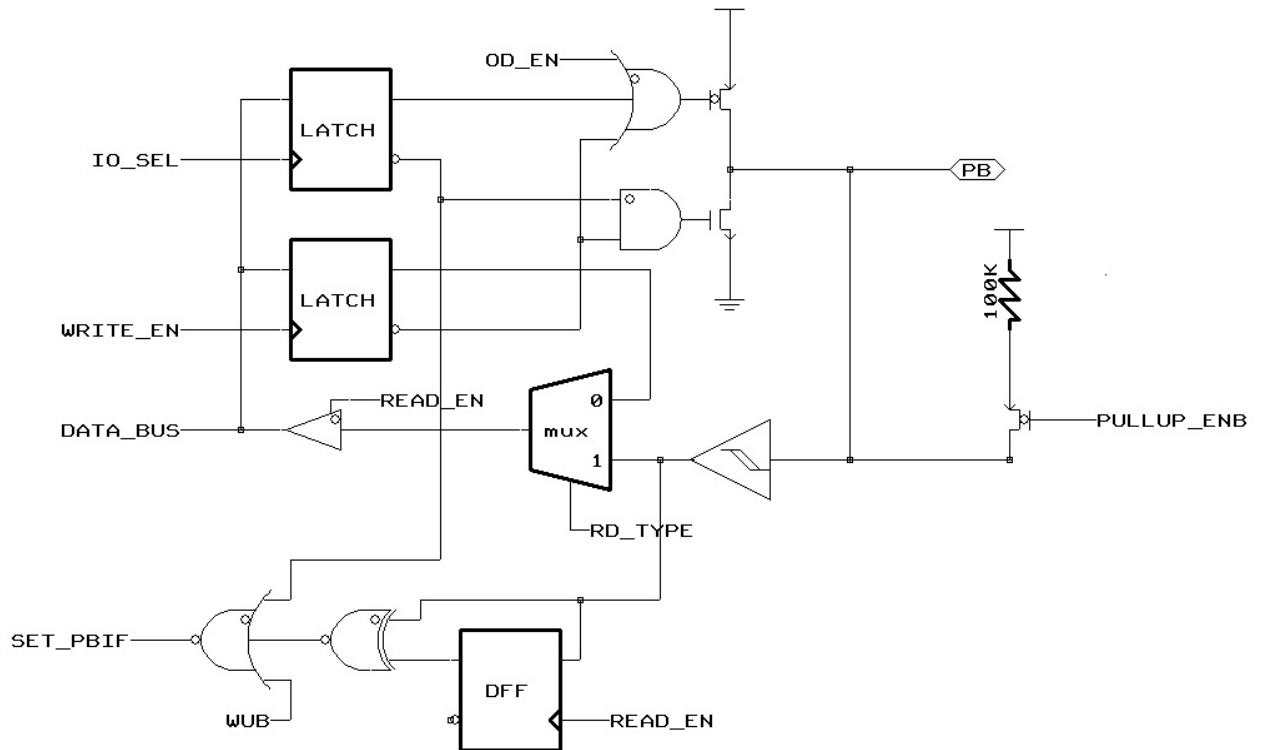 OD_EN
LATCH
IO_SEL
PB
LATCH
100K
WRITE_EN
READ_EN
0
DATA_BUS
mux
PULLUP_ENB
1
RD_TYPE
SET_PBIF
DFF
WUB
READ_EN